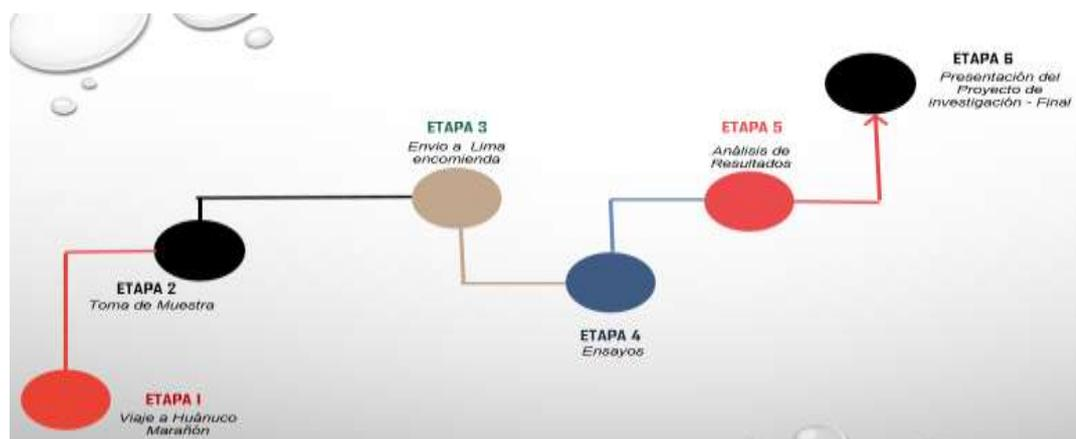 ETAPA 6
Presentación del
Proyecto de
investigación - Final
ETAPA 3
Envio a Lima
encomienda
ETAPA 5
Análisis de
Resultados
ETAPA 2
Toma de Muestra
ETAPA 4
Ensayos
ETAPA I
Viaje a Huánuco
Marañón